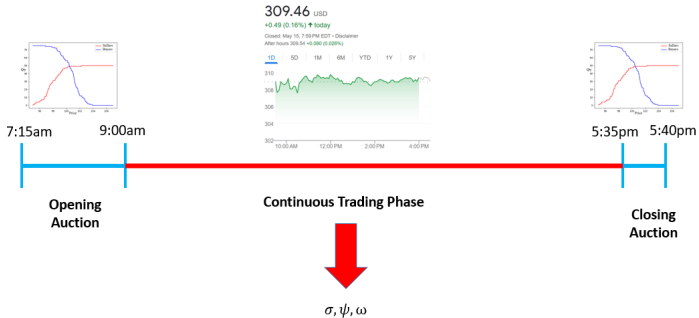 309.46 USD
+0.49 (0.16%) ↑ today
Closed: May 15, 7:59 PM EDT • Disclaimer
After hours 309.54 +0.080 (0.026%)
1D 5D 1M 6M YTD 1Y 5Y
310
308
306
304
302
10:00 AM 12:00 PM 2:00 PM 4:00 PM
Price
Price
7:15am 9:00am 5:35pm 5:40pm
Opening
Auction
Continuous Trading Phase
Closing
Auction
σ, ψ, ω